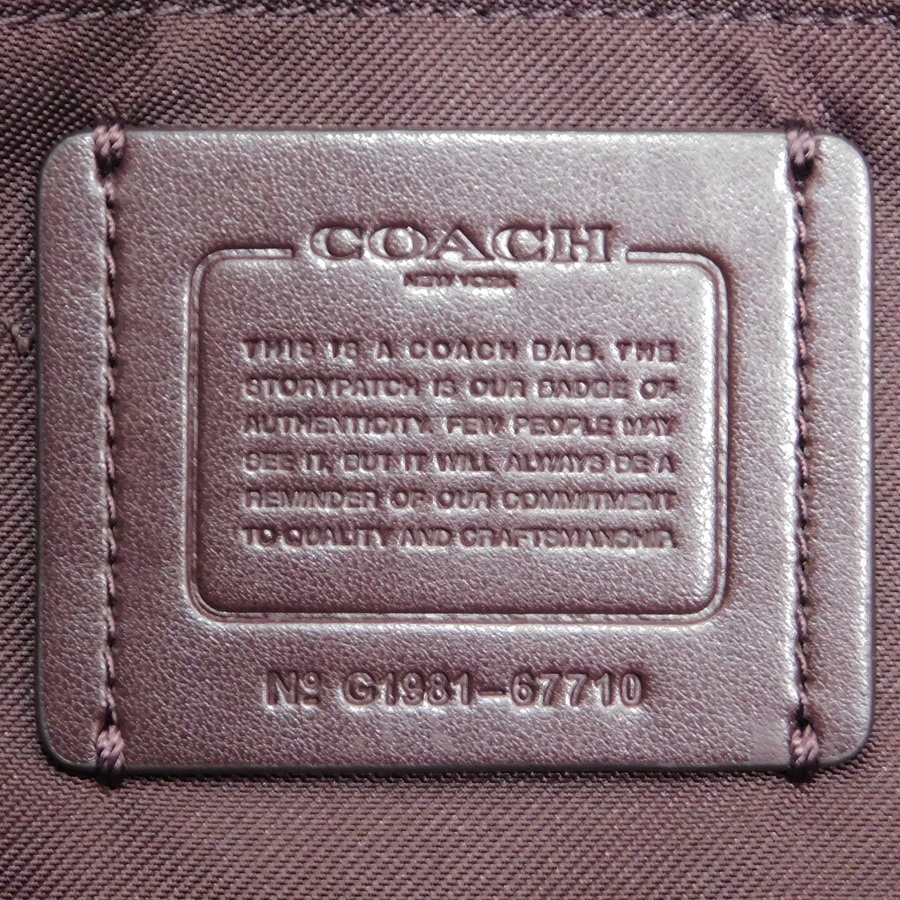 COACH
NEW YORK
THIS IS A COACH BAG. THE
STORYPATCH IS OUR BADGE OF
AUTHENTICITY. FEW PEOPLE MAY
SEE IT, BUT IT WILL ALWAYS BE A
REMINDER OF OUR COMMITMENT
TO QUALITY AND CRAFTSMANSHIP.
Nº G1981-67710